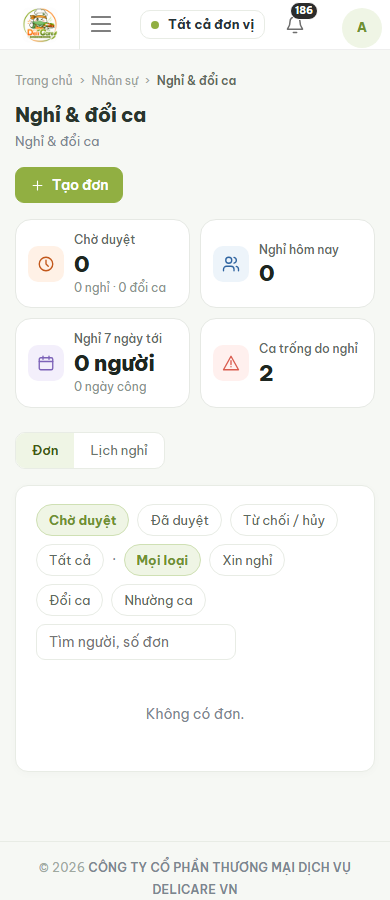 DeliCare
Tất cả đơn vị
186
A
Trang chủ › Nhân sự › Nghỉ & đổi ca
Nghỉ & đổi ca
Nghỉ & đổi ca
+ Tạo đơn
Chờ duyệt
0
0 nghỉ · 0 đổi ca
Nghỉ hôm nay
0
Nghỉ 7 ngày tới
0 người
0 ngày công
Ca trống do nghỉ
2
Đơn
Lịch nghỉ
Chờ duyệt Đã duyệt Từ chối / hủy
Tất cả · Mọi loại Xin nghỉ
Đổi ca Nhường ca
Tìm người, số đơn
Không có đơn.
© 2026 CÔNG TY CỔ PHẦN THƯƠNG MẠI DỊCH VỤ
DELICARE VN